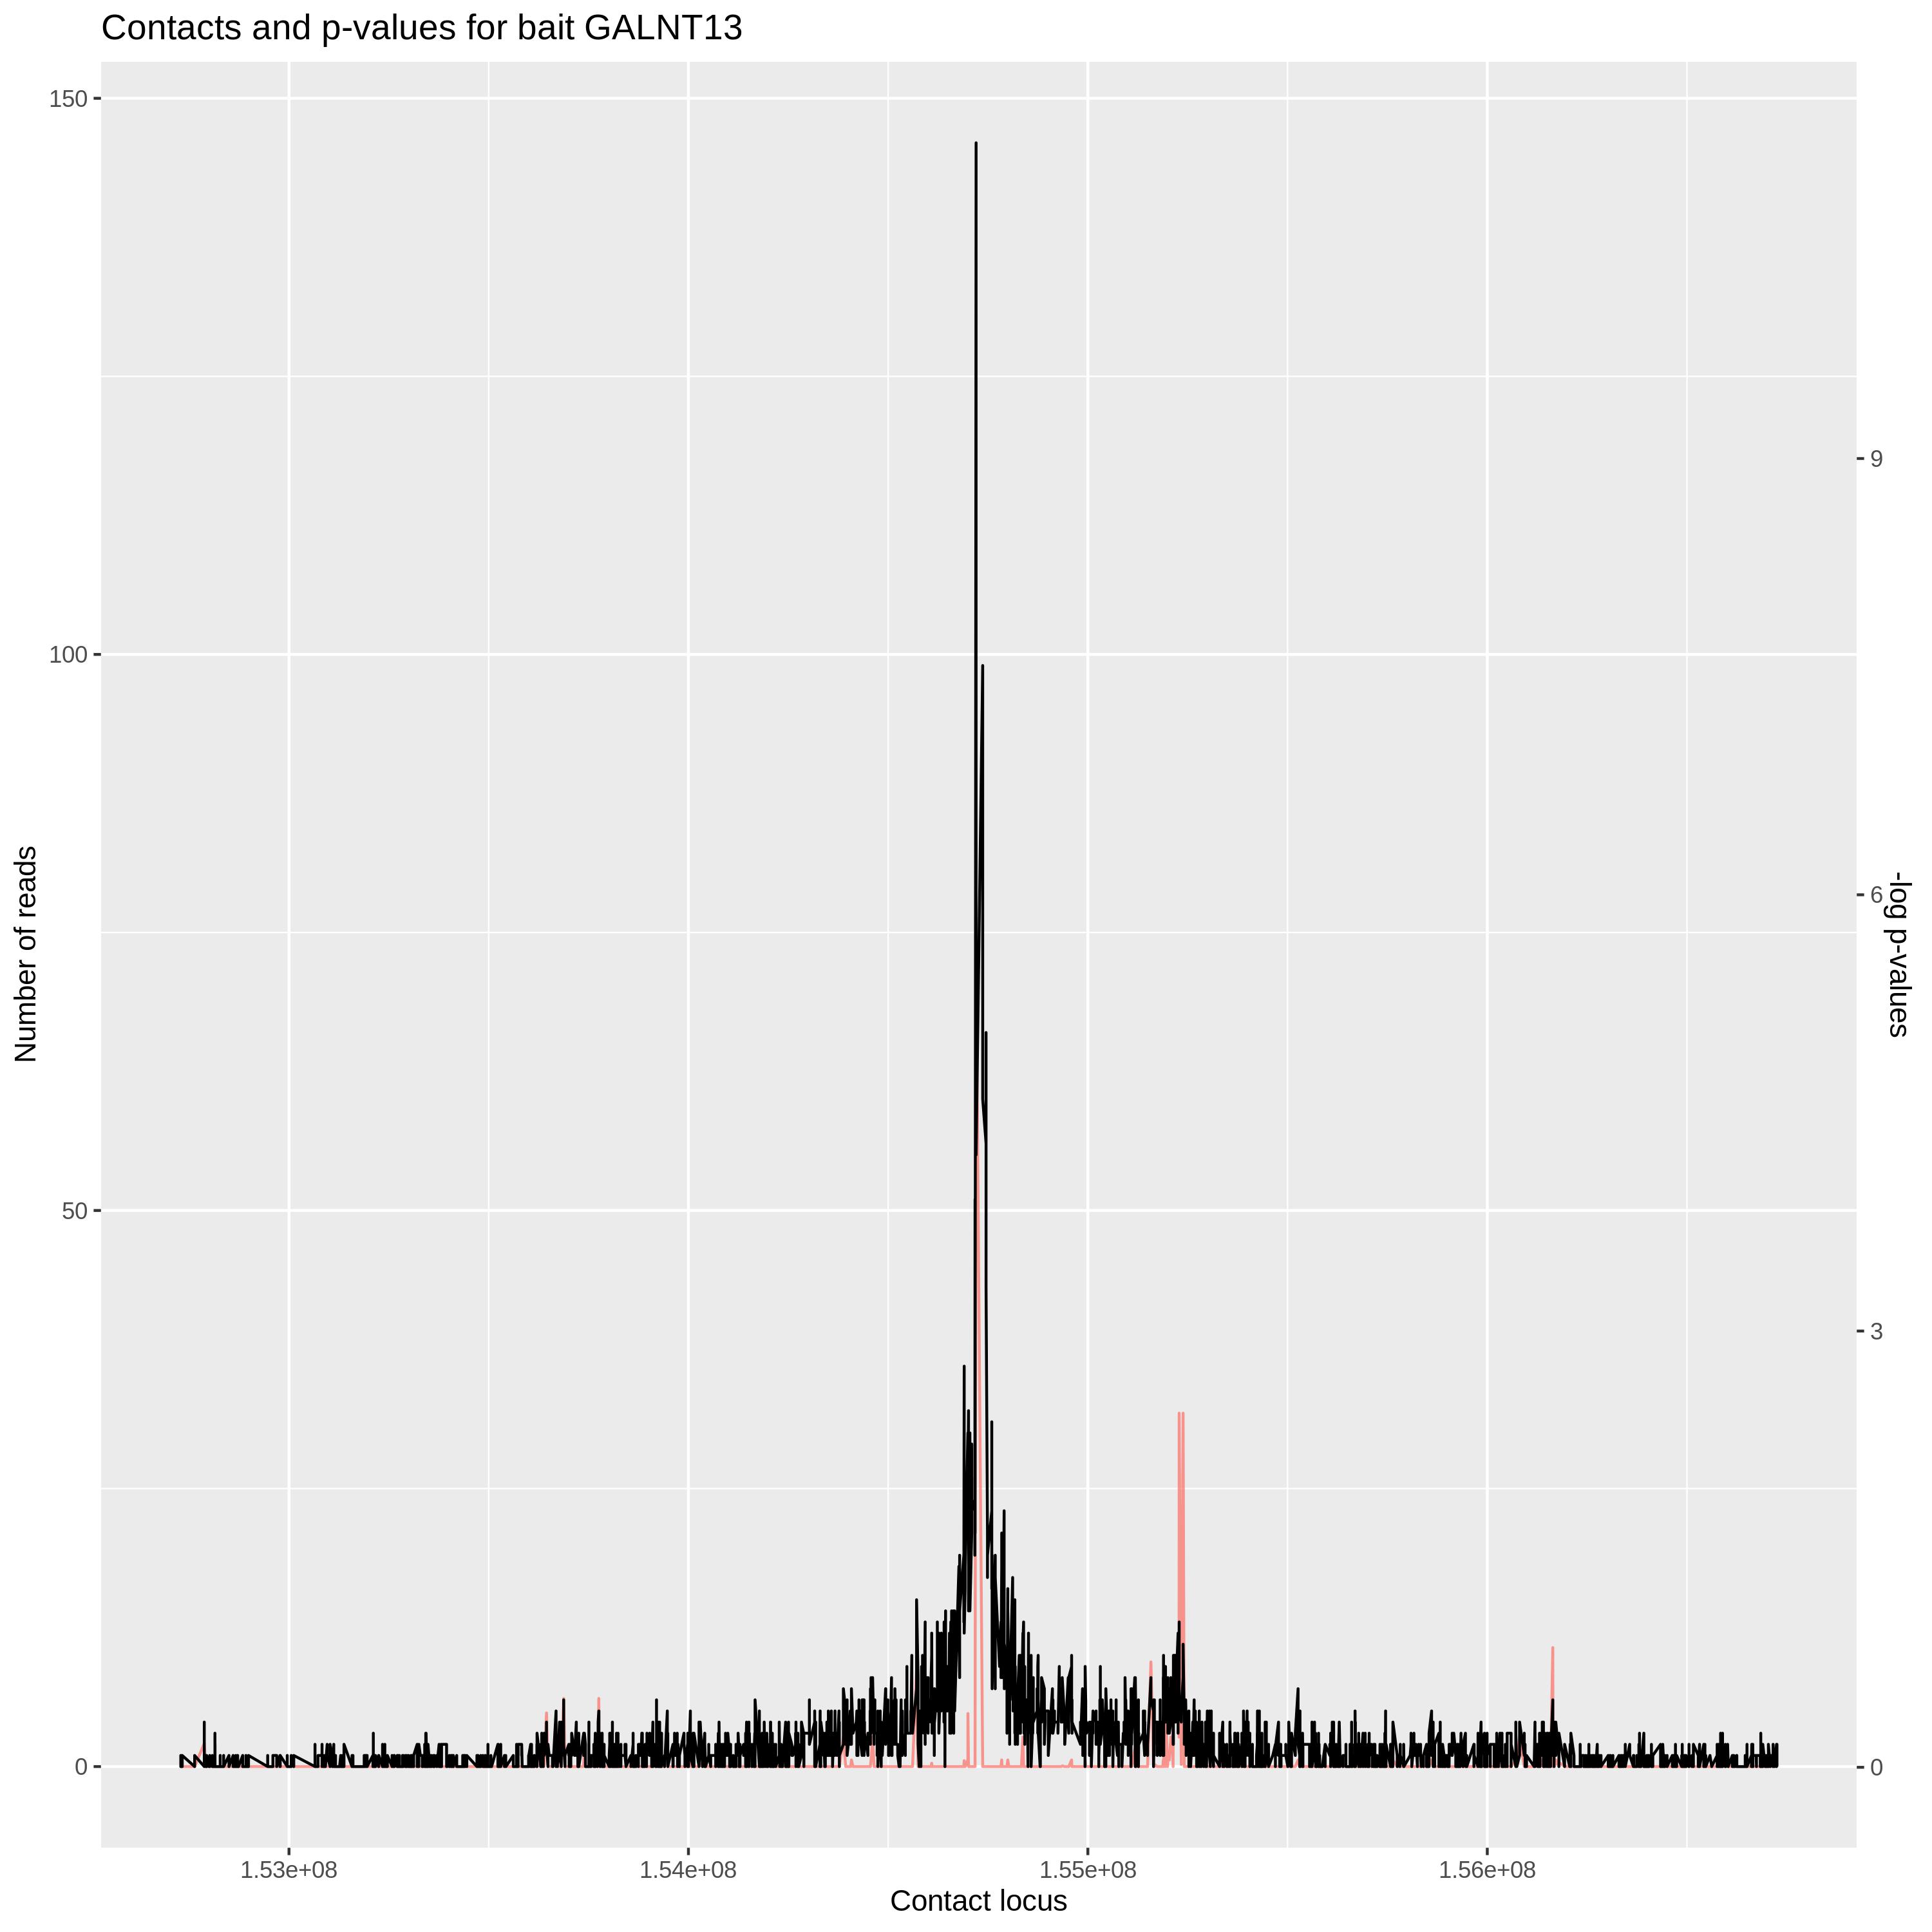 Contacts and p-values for bait GALNT13
150
100
50
0
Number of reads
9
6
3
0
-log p-values
1.53e+08
1.54e+08
1.55e+08
1.56e+08
Contact locus